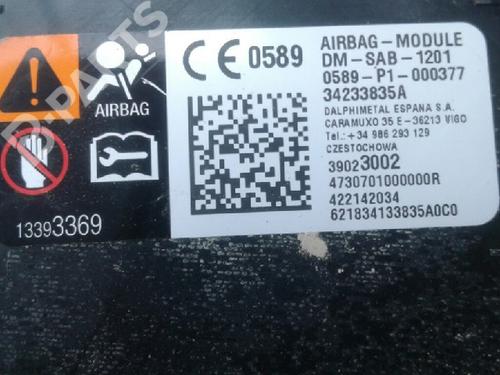 B-PARTS
AIRBAG
13393369
CE 0589
AIRBAG-MODULE
DM-SAB-1201
0589-P1-000377
34233835A
DALPHIMETAL ESPANA S.A.
CARAMUXO 35 E-36213 VIGO
Tel.:+34 986 293 129
CZESTOCHOWA
39023002
4730701000000R
422142034
621834133835A0C0